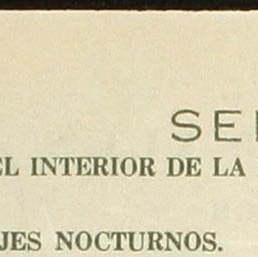 SE
EL INTERIOR DE LA
JES NOCTURNOS.